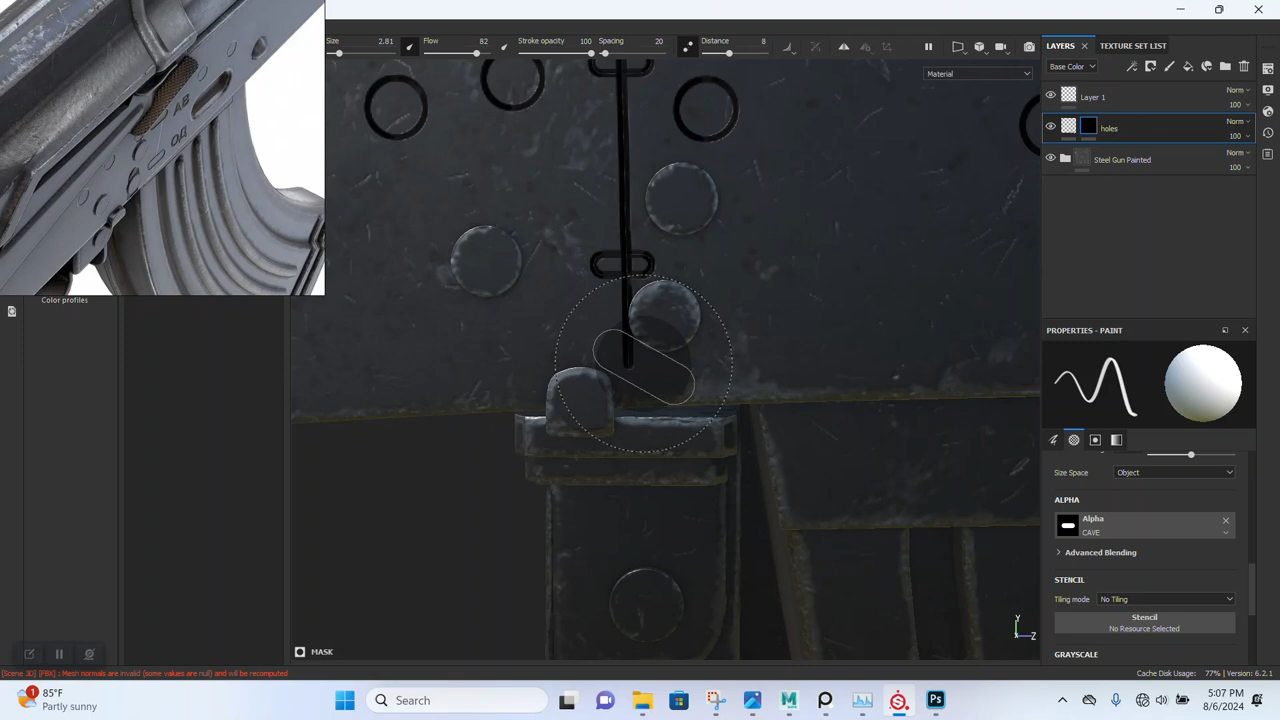 Size 2.81 Flow 82 Stroke opacity 100 Spacing 20 Distance 8
LAYERS TEXTURE SET LIST
Base Color
Material
Layer 1 Norm
100
holes Norm
100
Steel Gun Painted Norm
100
АВ
ОД
Color profiles
PROPERTIES - PAINT
Size Space Object
ALPHA
Alpha
CAVE
Advanced Blending
STENCIL
Tiling mode No Tiling
Stencil
No Resource Selected
GRAYSCALE
Y
Z
MASK
[Scene 3D] [FBX] : Mesh normals are invalid (some values are null) and will be recomputed
Cache Disk Usage: 77% | Version: 6.2.1
1
85°F
Partly sunny
Search
Ps
5:07 PM
8/6/2024